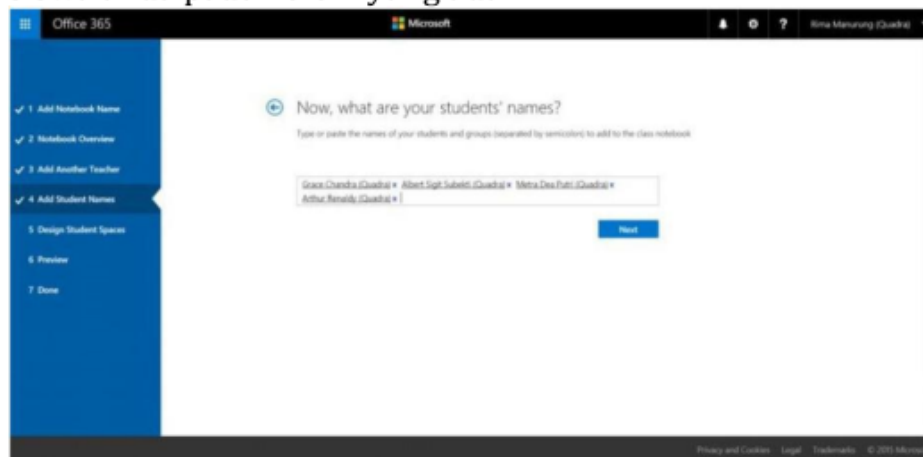 Office 365
Microsoft
?
Rima Manurung (Quadra)
✓ 1 Add Notebook Name
✓ 2 Notebook Overview
✓ 3 Add Another Teacher
✓ 4 Add Student Names
5 Design Student Spaces
6 Preview
7 Done
Now, what are your students' names?
Type or paste the names of your students and groups (separated by semicolon) to add to the class notebook
Grace Chandra (Quadra) x Albert Sigit Subekti (Quadra) x Metra Dea Putri (Quadra) x
Arthur Renaldy (Quadra) x
Next
Privacy and Cookies Legal Trademarks © 2015 Micros